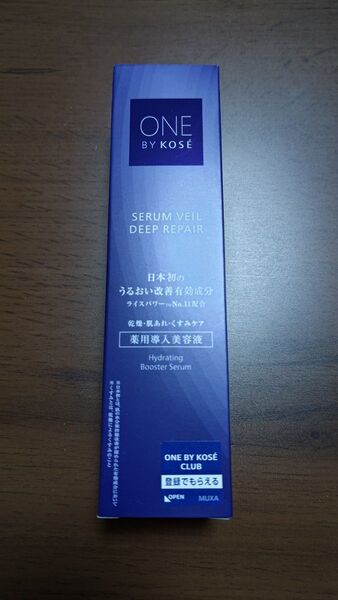 ONE
BY KOSÉ
SERUM VEIL
DEEP REPAIR
日本初の
うるおい改善有効成分
ライスパワー®No.11配合
乾燥・肌あれ・くすみケア
薬用導入美容液
Hydrating
Booster Serum
ONE BY KOSÉ
CLUB
登録でもらえる
OPEN
MUXA